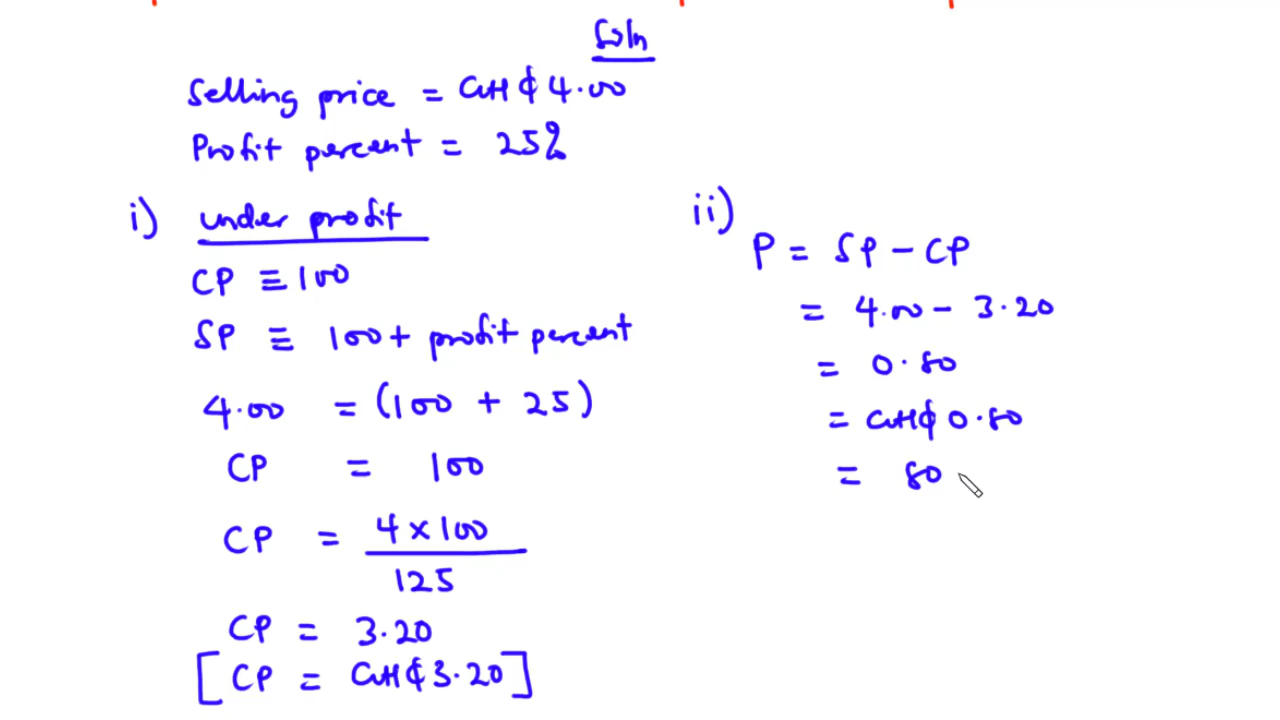 Soln
Selling price = GH₵ 4.00
Profit percent = 25%
i) under profit
CP ≡ 100
SP ≡ 100 + profit percent
4.00 = (100 + 25)
CP = 100
CP = 4 × 100
125
CP = 3.20
[CP = GH₵ 3.20]
ii)
P = SP − CP
= 4.00 − 3.20
= 0.80
= GH₵ 0.80
= 80